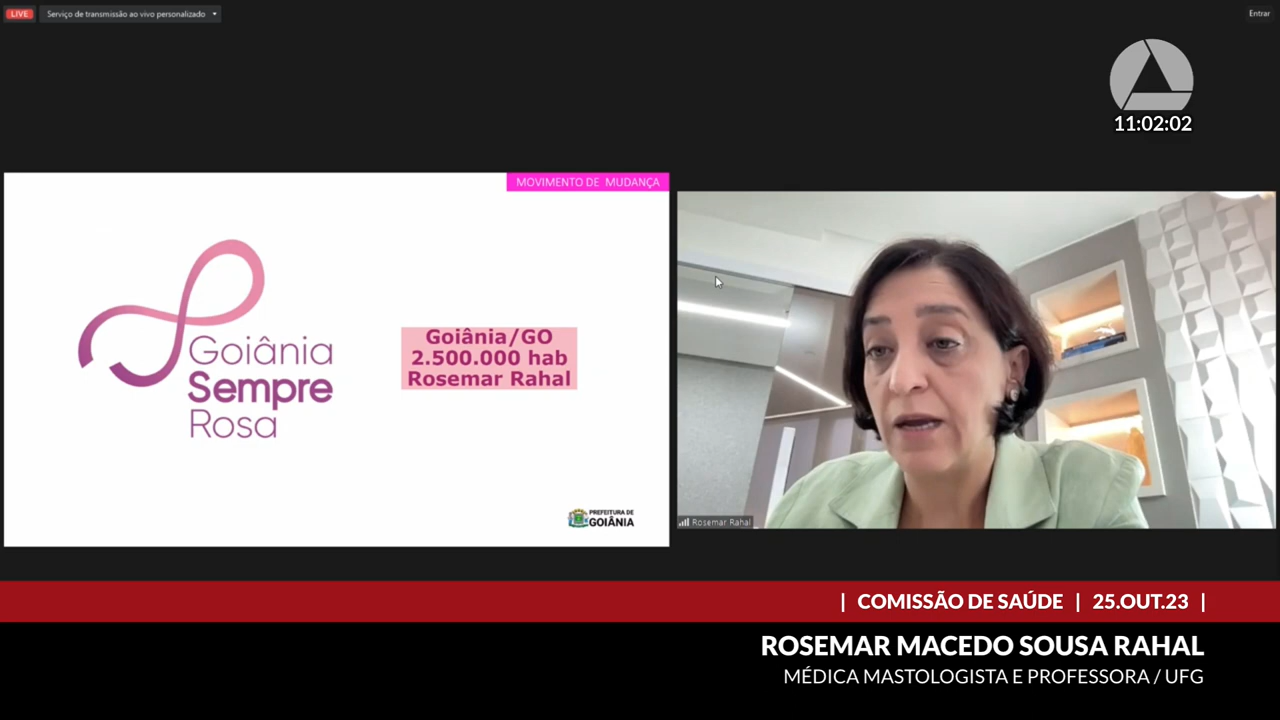 LIVE
Serviço de transmissão ao vivo personalizado
Entrar
11:02:02
MOVIMENTO DE MUDANÇA
Goiânia
Sempre
Rosa
Goiânia/GO
2.500.000 hab
Rosemar Rahal
PREFEITURA DE
GOIÂNIA
Rosemar Rahal
| COMISSÃO DE SAÚDE | 25.OUT.23 |
ROSEMAR MACEDO SOUSA RAHAL
MÉDICA MASTOLOGISTA E PROFESSORA / UFG